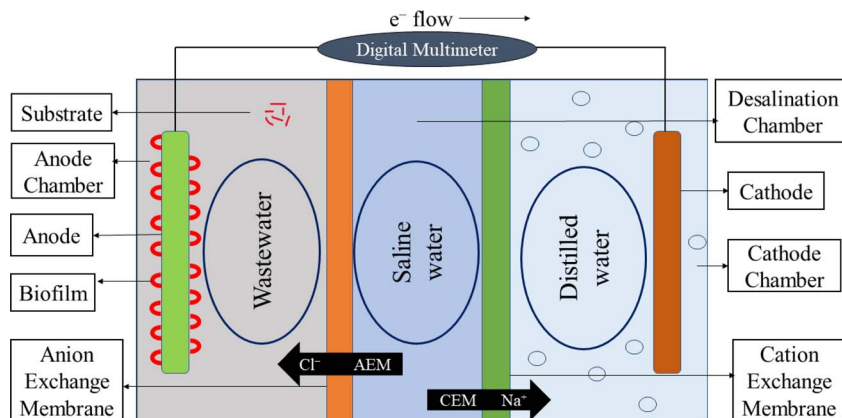 e⁻ flow
Digital Multimeter
Substrate
Anode
Chamber
Anode
Biofilm
Anion
Exchange
Membrane
Wastewater
Saline
water
Distilled
water
Cl⁻ AEM
CEM Na⁺
Desalination
Chamber
Cathode
Cathode
Chamber
Cation
Exchange
Membrane